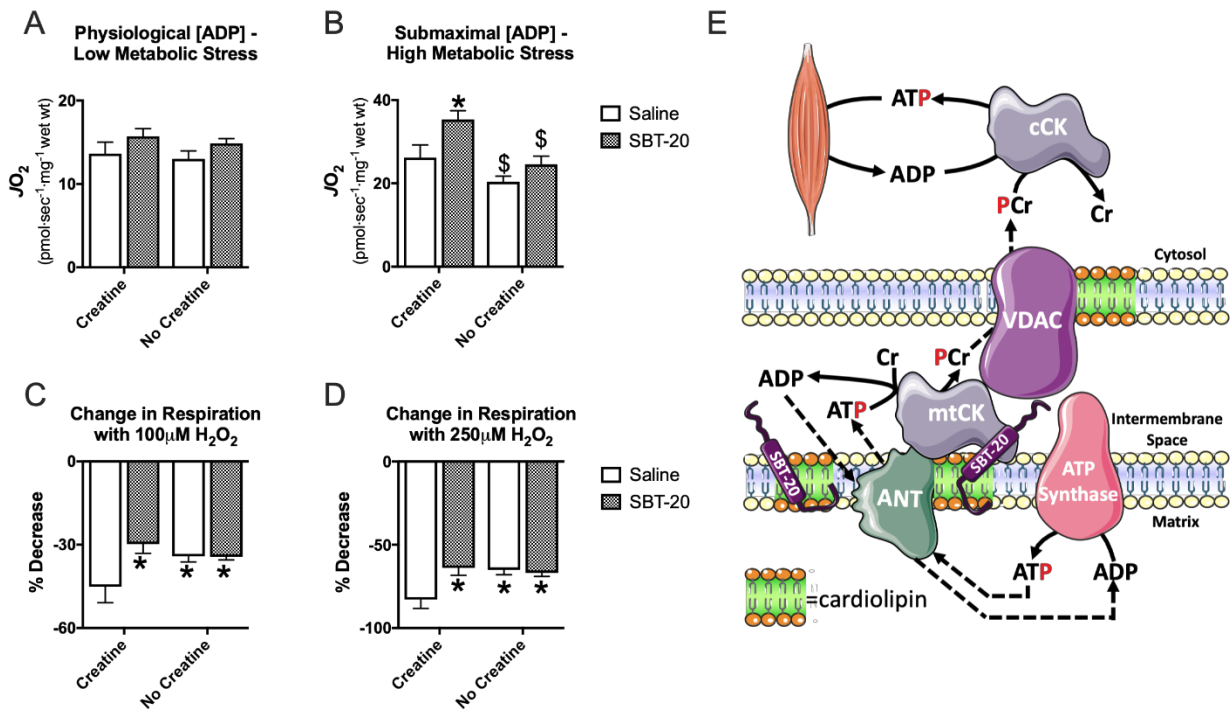 A
Physiological [ADP] -
Low Metabolic Stress
JO₂
(pmol·sec⁻¹·mg⁻¹ wet wt)
20
15
10
5
0
Creatine
No Creatine
B
Submaximal [ADP] -
High Metabolic Stress
JO₂
(pmol·sec⁻¹·mg⁻¹ wet wt)
40
20
0
*
$
$
Creatine
No Creatine
Saline
SBT-20
C
Change in Respiration
with 100μM H₂O₂
% Decrease
0
-30
-60
*
*
*
Creatine
No Creatine
D
Change in Respiration
with 250μM H₂O₂
% Decrease
0
-50
-100
*
*
*
Creatine
No Creatine
Saline
SBT-20
E
ATP
cCK
ADP
PCr
Cr
Cytosol
VDAC
Cr
PCr
ADP
ATP
mtCK
SBT-20
SBT-20
Intermembrane
Space
ANT
ATP
Synthase
Matrix
ATP
ADP
=cardiolipin